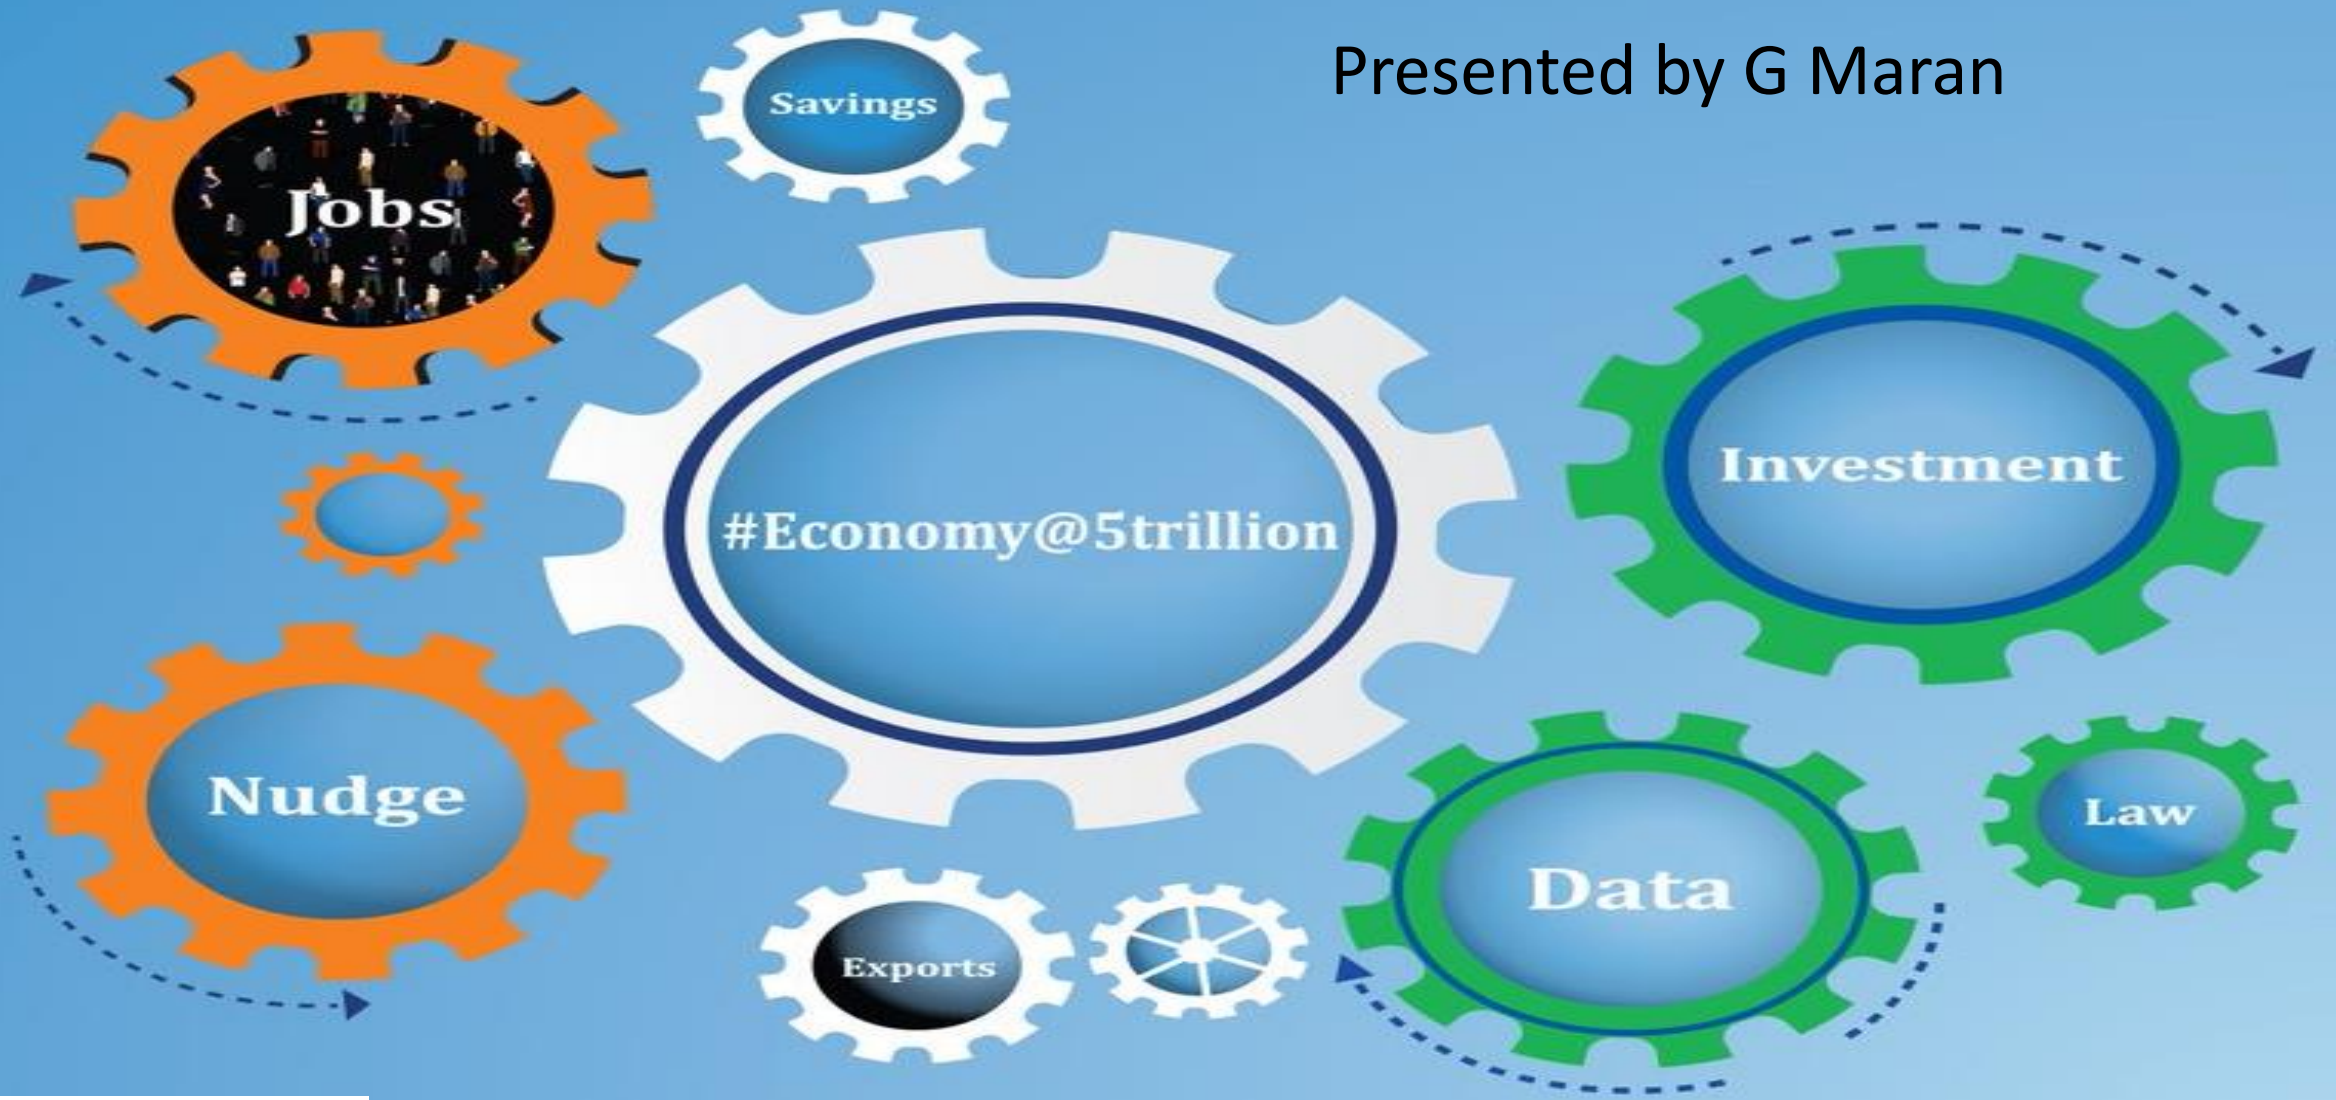 Presented by G Maran
Savings
Jobs
Investment
#Economy@5trillion
Nudge
Law
Data
Exports